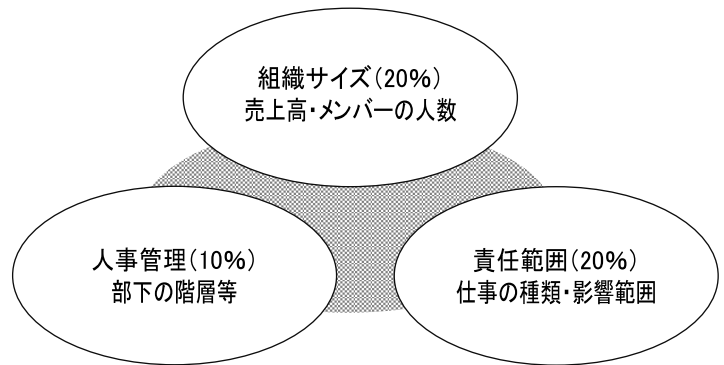 組織サイズ(20%)
売上高・メンバーの人数
人事管理(10%)
部下の階層等
責任範囲(20%)
仕事の種類・影響範囲